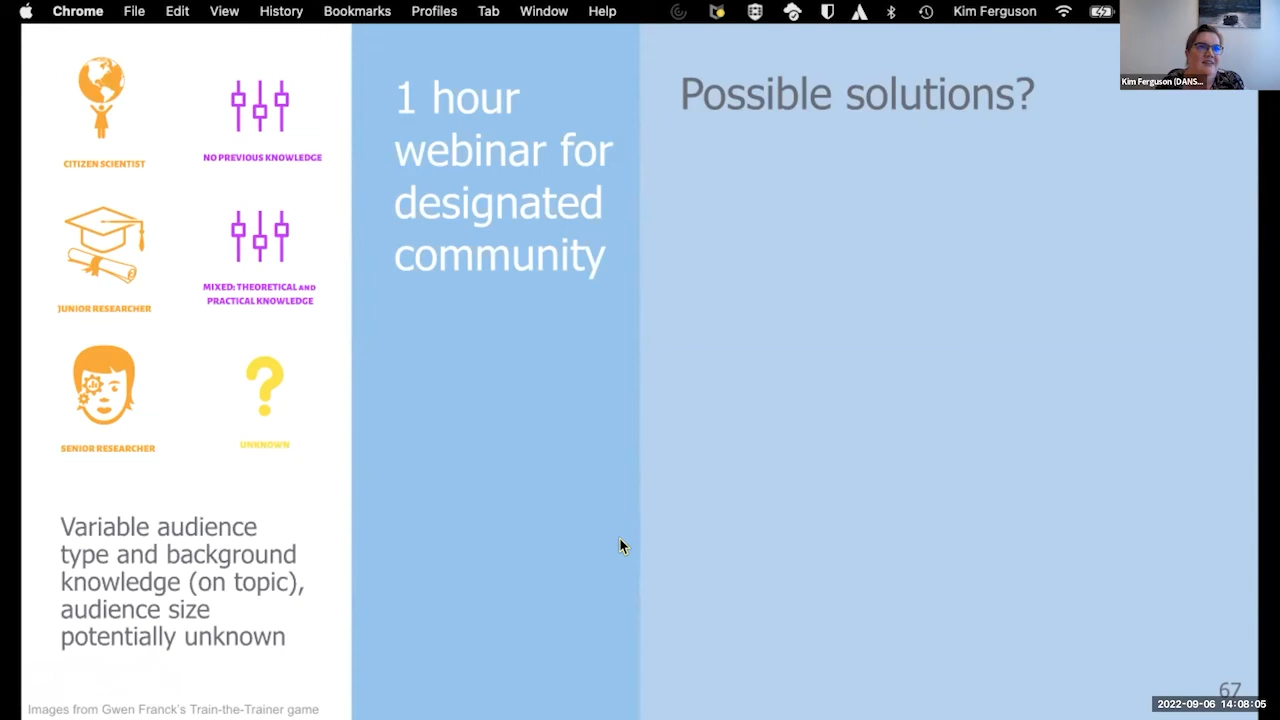 Chrome File Edit View History Bookmarks Profiles Tab Window Help Kim Ferguson
Kim Ferguson (DANS...
CITIZEN SCIENTIST
NO PREVIOUS KNOWLEDGE
JUNIOR RESEARCHER
MIXED: THEORETICAL AND
PRACTICAL KNOWLEDGE
SENIOR RESEARCHER
UNKNOWN
Variable audience
type and background
knowledge (on topic),
audience size
potentially unknown
Images from Gwen Franck's Train-the-Trainer game
1 hour
webinar for
designated
community
Possible solutions?
67
2022-09-06 14:08:05